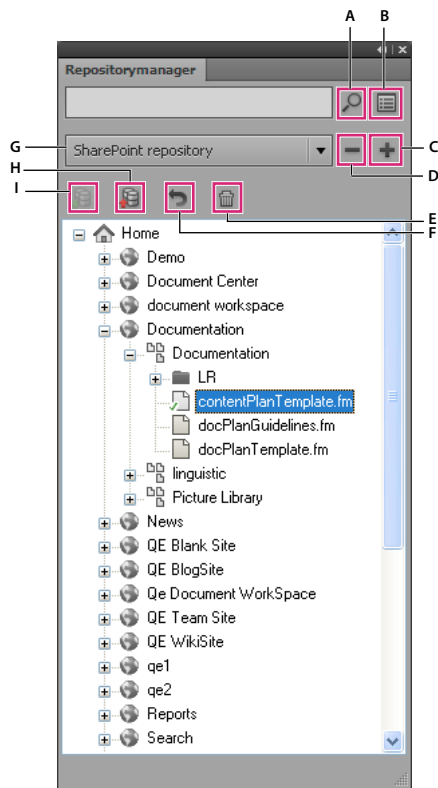 A
B
Repositorymanager
G
SharePoint repository
C
D
H
I
E
F
Home
Demo
Document Center
document workspace
Documentation
Documentation
LR
contentPlanTemplate.fm
docPlanGuidelines.fm
docPlanTemplate.fm
linguistic
Picture Library
News
QE Blank Site
QE BlogSite
Qe Document WorkSpace
QE Team Site
QE WikiSite
qe1
qe2
Reports
Search